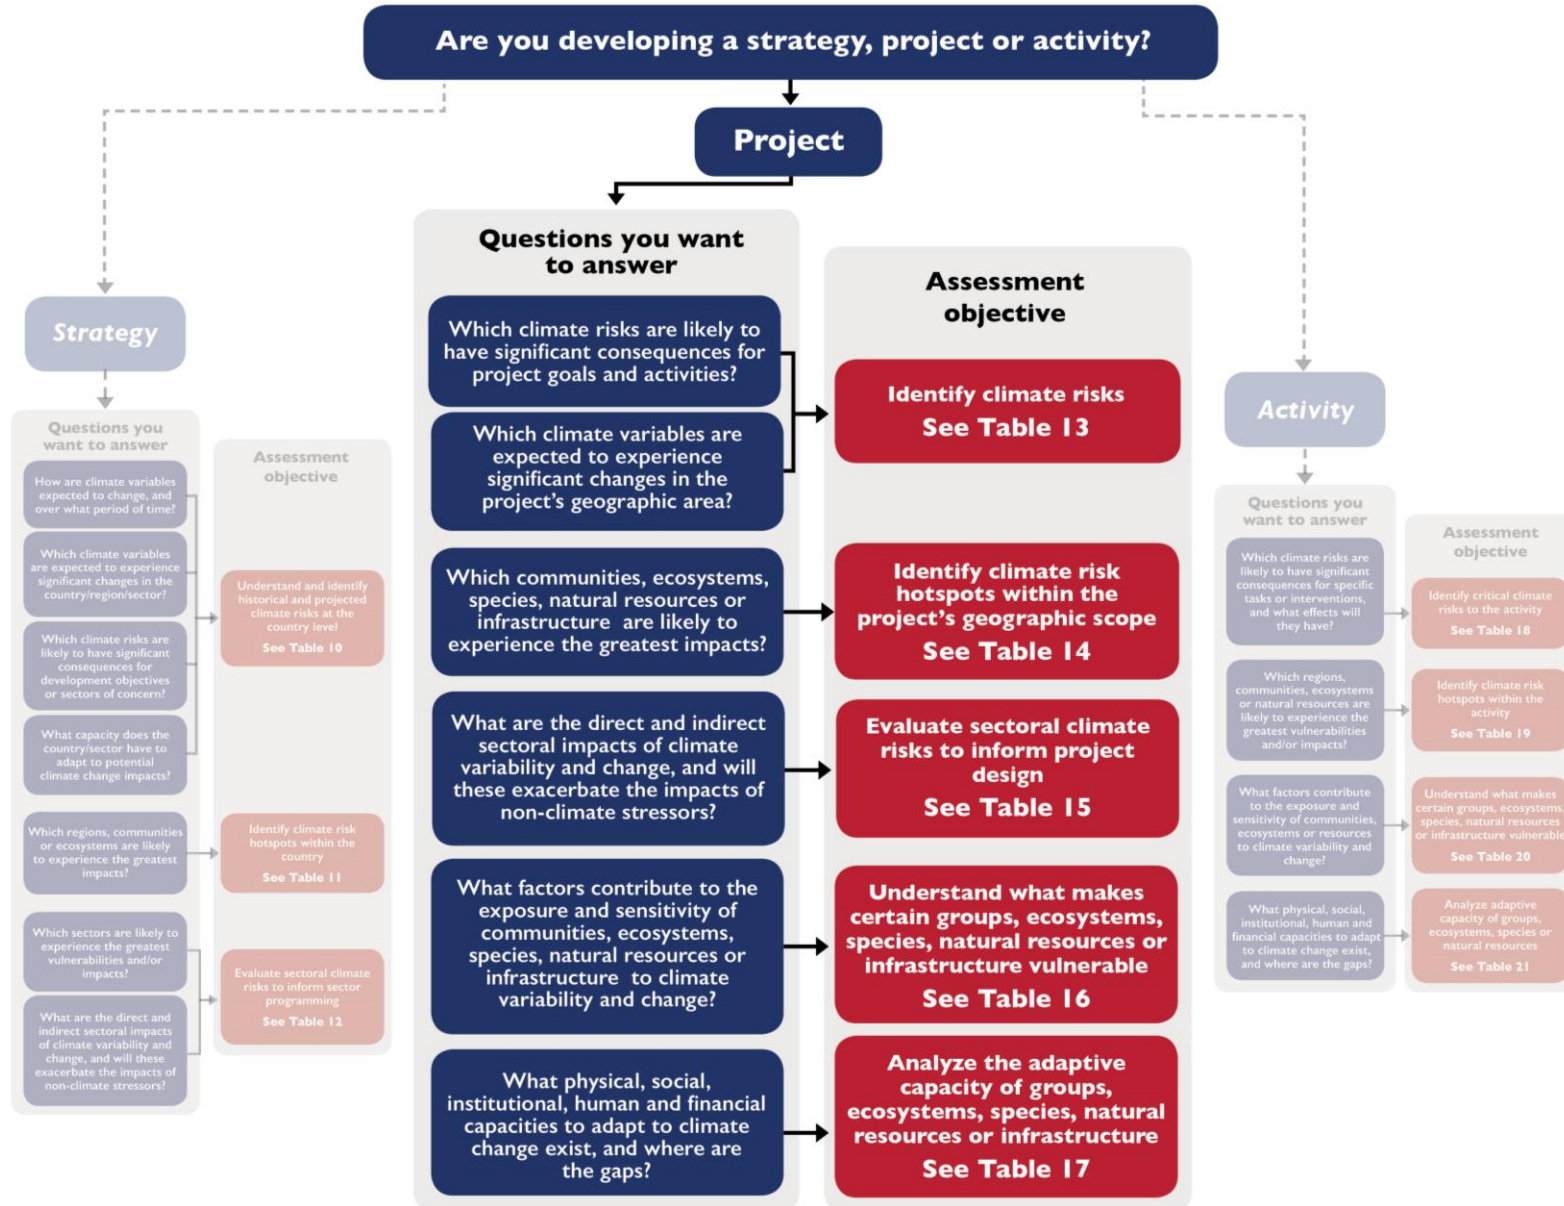 Are you developing a strategy, project or activity?
Project
Questions you want
to answer
Which climate risks are likely to
have significant consequences for
project goals and activities?
Which climate variables are
expected to experience
significant changes in the
project's geographic area?
Which communities, ecosystems,
species, natural resources or
infrastructure are likely to
experience the greatest impacts?
What are the direct and indirect
sectoral impacts of climate
variability and change, and will
these exacerbate the impacts of
non-climate stressors?
What factors contribute to the
exposure and sensitivity of
communities, ecosystems,
species, natural resources or
infrastructure to climate
variability and change?
What physical, social,
institutional, human and financial
capacities to adapt to climate
change exist, and where are
the gaps?
Assessment
objective
Identify climate risks
See Table 13
Identify climate risk
hotspots within the
project's geographic scope
See Table 14
Evaluate sectoral climate
risks to inform project
design
See Table 15
Understand what makes
certain groups, ecosystems,
species, natural resources or
infrastructure vulnerable
See Table 16
Analyze the adaptive
capacity of groups,
ecosystems, species, natural
resources or infrastructure
See Table 17
Strategy
Questions you
want to answer
How are climate variables
expected to change, and
over what period of time?
Which climate variables
are expected to experience
significant changes in the
country/region/sector?
Which climate risks are
likely to have significant
consequences for
development objectives
or sectors of concern?
What capacity does the
country/sector have to
adapt to potential
climate change impacts?
Which regions, communities
or ecosystems are likely
to experience the greatest
impacts?
Which sectors are likely to
experience the greatest
vulnerabilities and/or
impacts?
What are the direct and
indirect sectoral impacts
of climate variability and
change, and will these
exacerbate the impacts of
non-climate stressors?
Assessment
objective
Understand and identify
historical and projected
climate risks at the
country level
See Table 10
Identify climate risk
hotspots within the
country
See Table 11
Evaluate sectoral climate
risks to inform sector
programming
See Table 12
Activity
Questions you
want to answer
Which climate risks are
likely to have significant
consequences for specific
tasks or interventions,
and what effects will
they have?
Which regions,
communities, ecosystems
or natural resources are
likely to experience the
greatest vulnerabilities
and/or impacts?
What factors contribute
to the exposure and
sensitivity of communities,
ecosystems or resources
to climate variability and
change?
What physical, social,
institutional, human and
financial capacities to adapt
to climate change exist,
and where are the gaps?
Assessment
objective
Identify critical climate
risks to the activity
See Table 18
Identify climate risk
hotspots within the
activity
See Table 19
Understand what makes
certain groups, ecosystems,
species, natural resources
or infrastructure vulnerable
See Table 20
Analyze adaptive
capacity of groups,
ecosystems, species or
natural resources
See Table 21